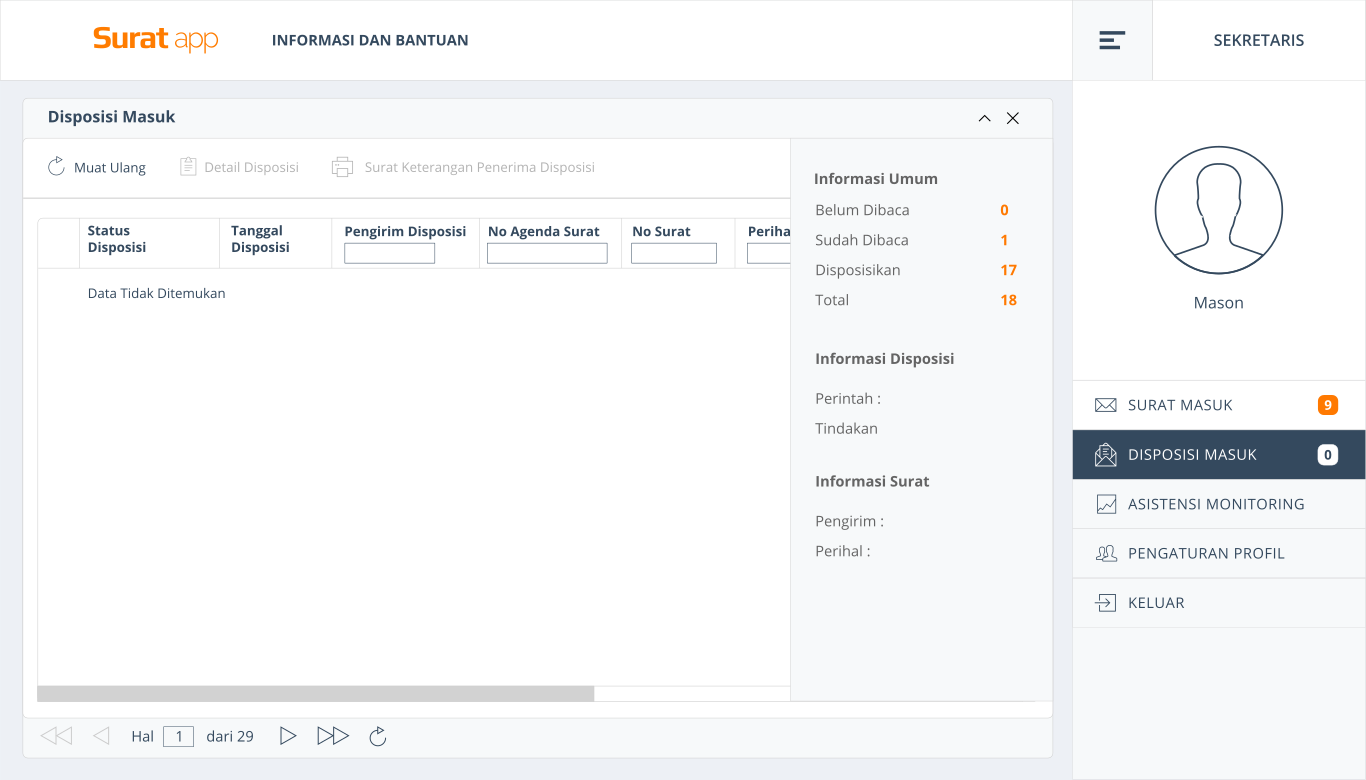 Surat app
INFORMASI DAN BANTUAN
SEKRETARIS
Disposisi Masuk
Muat Ulang
Detail Disposisi
Surat Keterangan Penerima Disposisi
Status
Disposisi
Tanggal
Disposisi
Pengirim Disposisi
No Agenda Surat
No Surat
Periha
Data Tidak Ditemukan
Informasi Umum
Belum Dibaca 0
Sudah Dibaca 1
Disposisikan 17
Total 18
Informasi Disposisi
Perintah :
Tindakan
Informasi Surat
Pengirim :
Perihal :
Hal 1 dari 29
Mason
SURAT MASUK 9
DISPOSISI MASUK 0
ASISTENSI MONITORING
PENGATURAN PROFIL
KELUAR